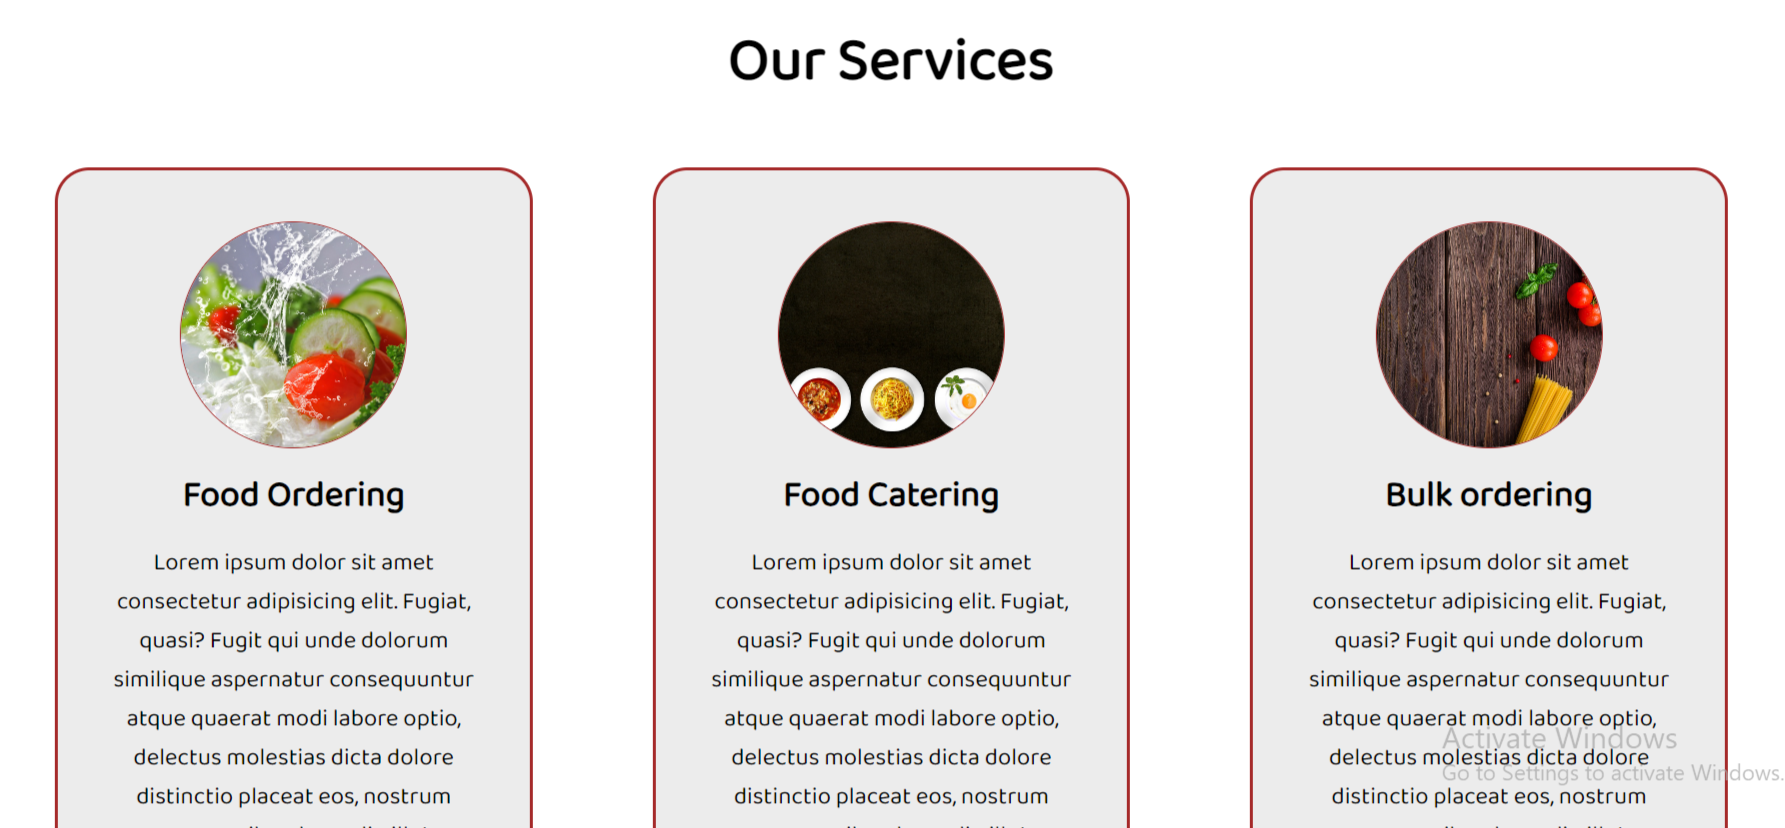 Our Services
Food Ordering
Lorem ipsum dolor sit amet
consectetur adipisicing elit. Fugiat,
quasi? Fugit qui unde dolorum
similique aspernatur consequuntur
atque quaerat modi labore optio,
delectus molestias dicta dolore
distinctio placeat eos, nostrum
Food Catering
Lorem ipsum dolor sit amet
consectetur adipisicing elit. Fugiat,
quasi? Fugit qui unde dolorum
similique aspernatur consequuntur
atque quaerat modi labore optio,
delectus molestias dicta dolore
distinctio placeat eos, nostrum
Bulk ordering
Lorem ipsum dolor sit amet
consectetur adipisicing elit. Fugiat,
quasi? Fugit qui unde dolorum
similique aspernatur consequuntur
atque quaerat modi labore optio,
delectus molestias dicta dolore
distinctio placeat eos, nostrum
Activate Windows
Go to Settings to activate Windows.